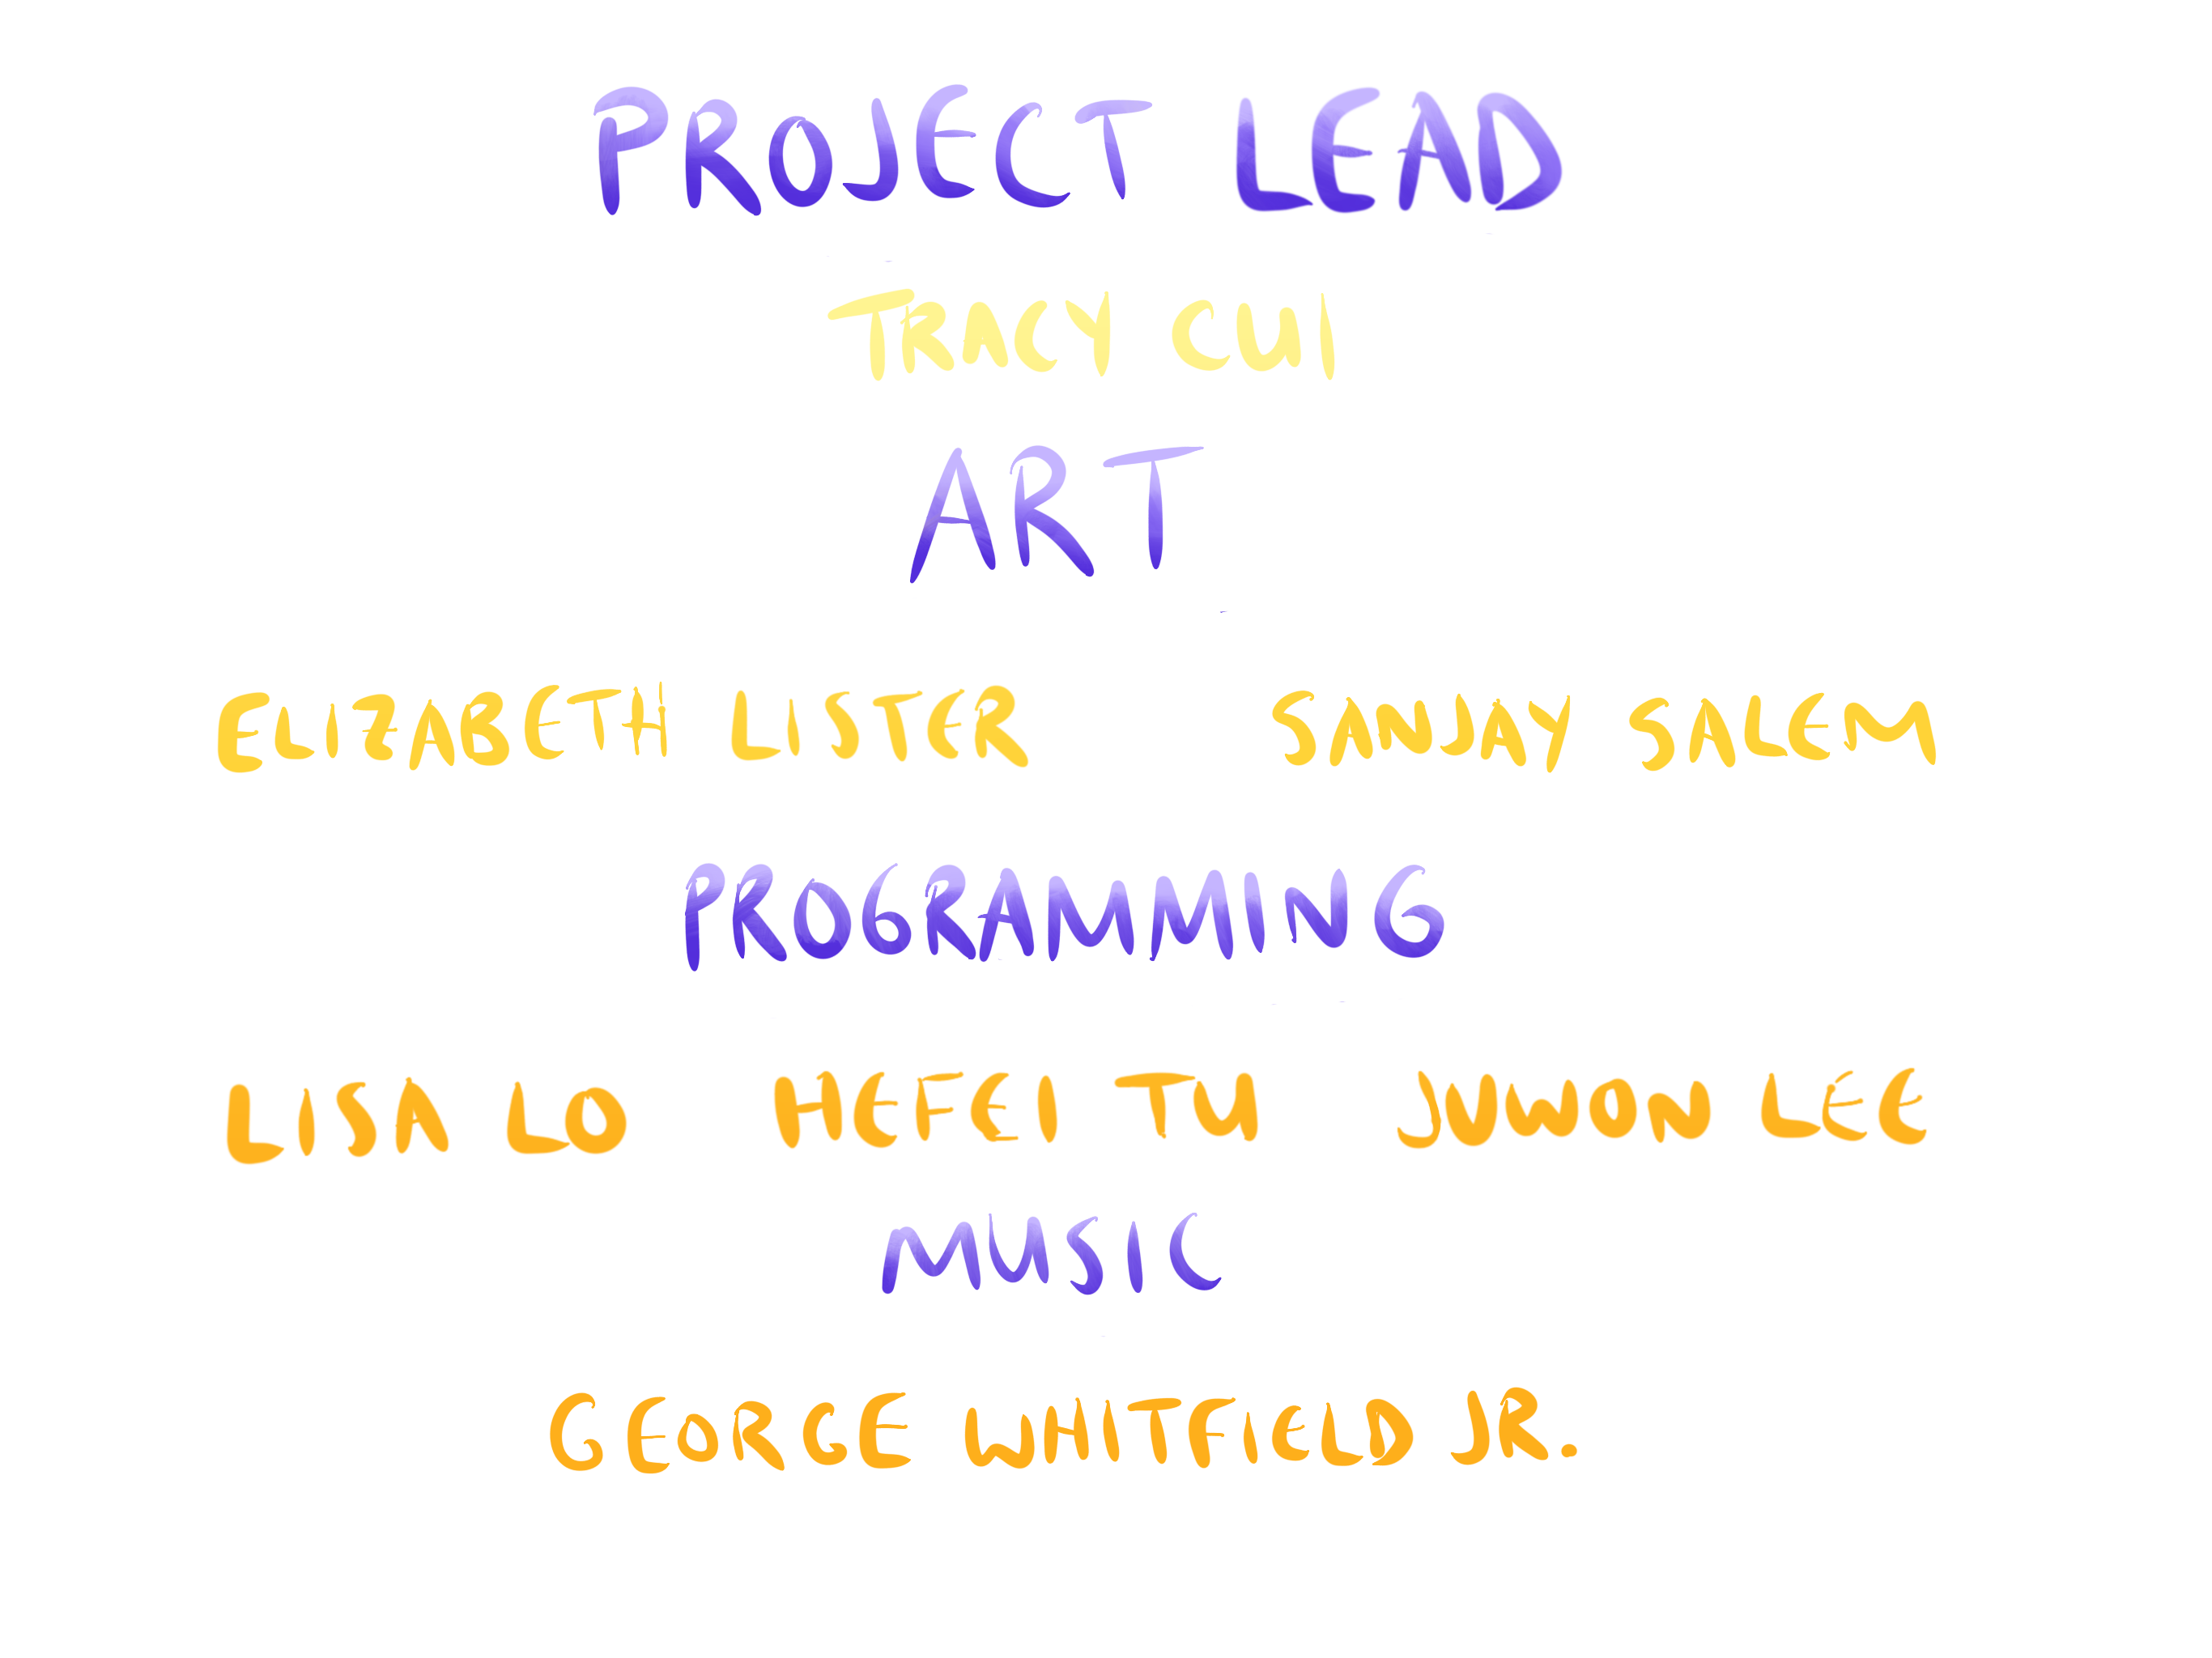 PROJECT LEAD
TRACY CUI
ART
ELIZABETH LISTER SANJAY SALEM
PROGRAMMING
LISA LO HEFEI TU JUWON LEE
MUSIC
GEORGE WHITFIELD JR.